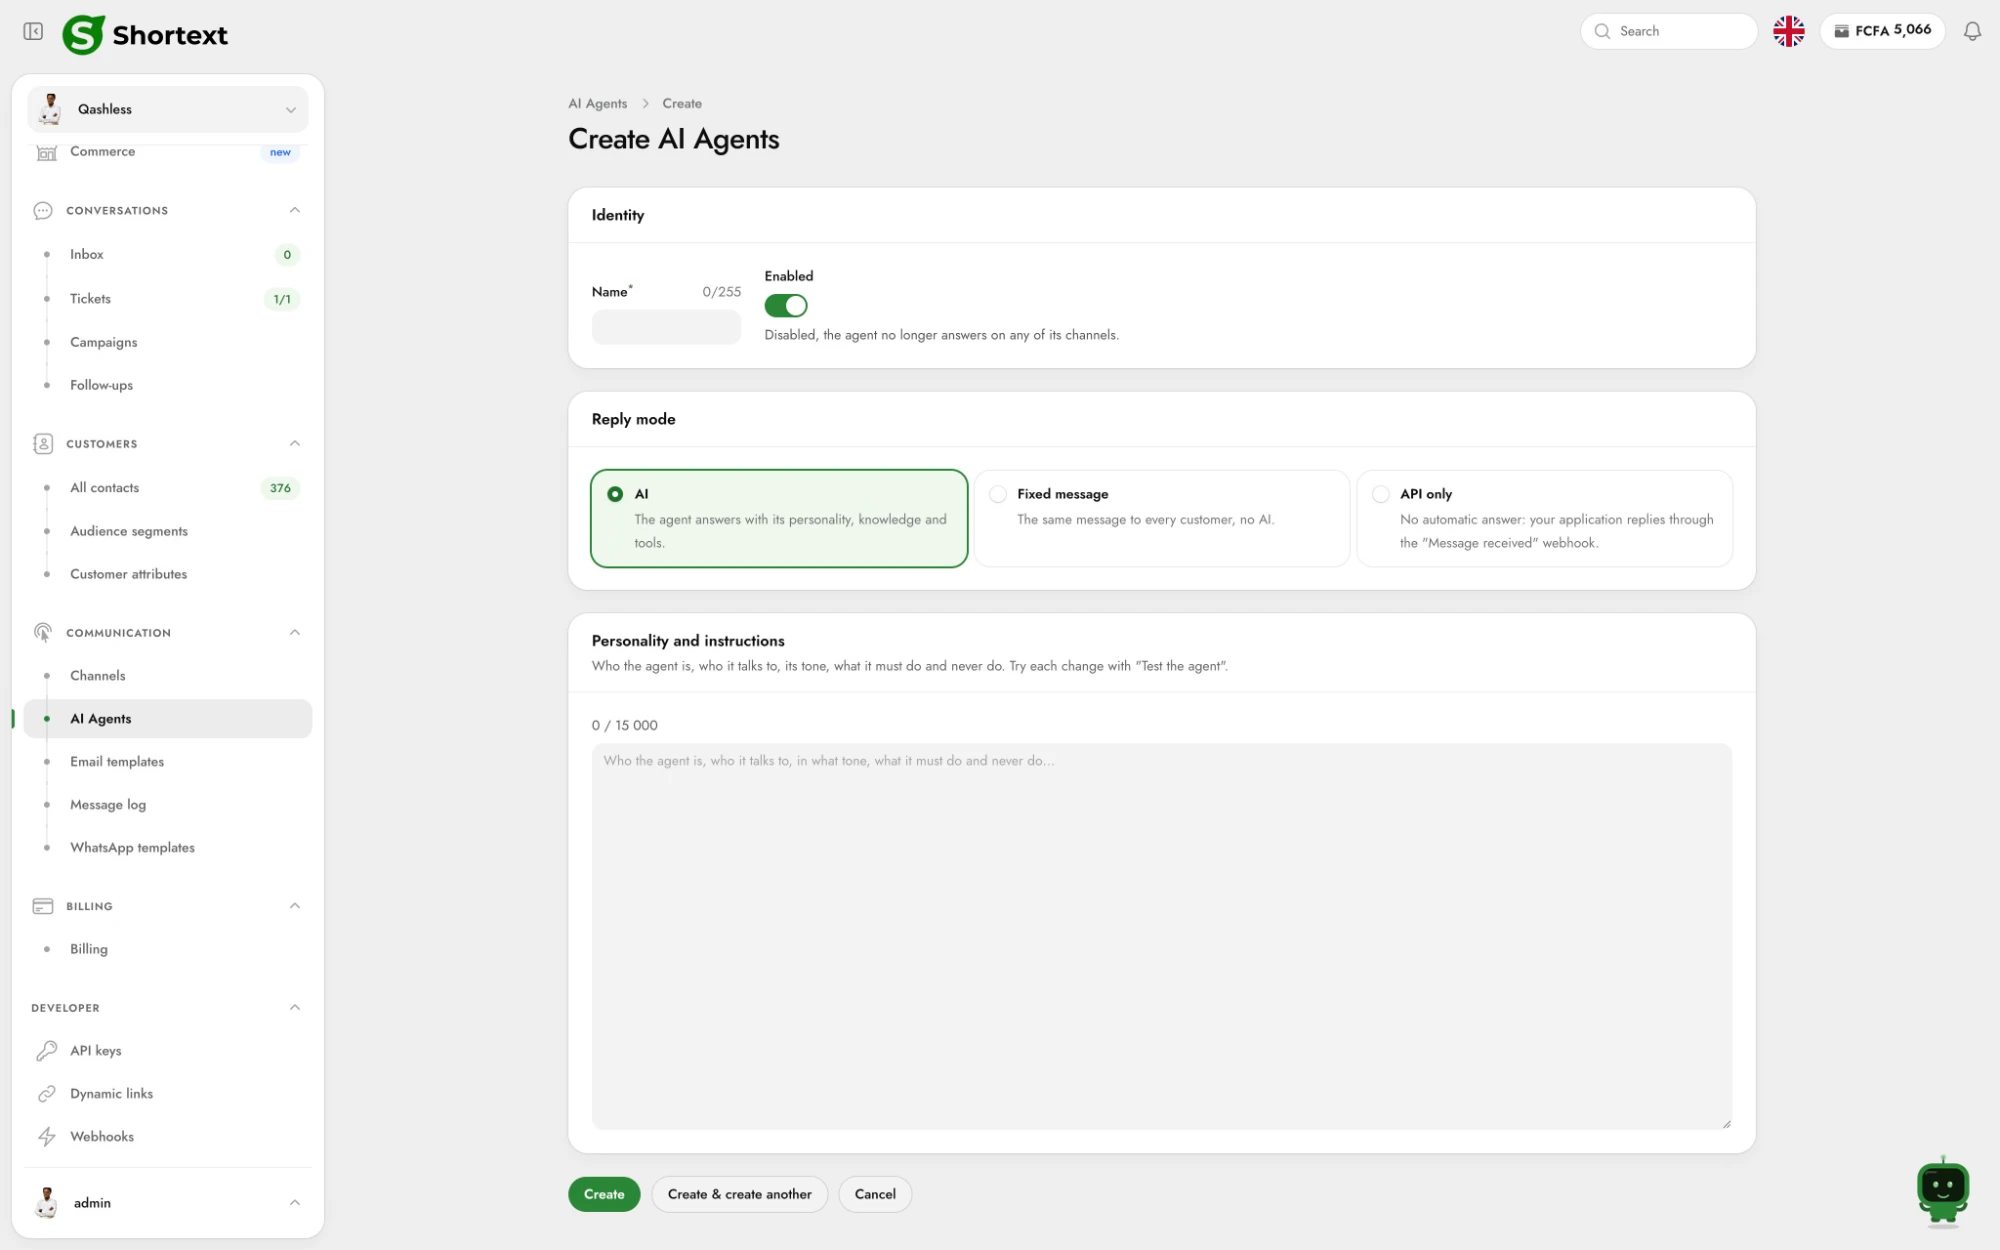 Shortext
Search
FCFA 5,066
Qashless
Commerce
new
CONVERSATIONS
Inbox
0
Tickets
1/1
Campaigns
Follow-ups
CUSTOMERS
All contacts
376
Audience segments
Customer attributes
COMMUNICATION
Channels
AI Agents
Email templates
Message log
WhatsApp templates
BILLING
Billing
DEVELOPER
API keys
Dynamic links
Webhooks
admin
AI Agents > Create
Create AI Agents
Identity
Name*
0/255
Enabled
Disabled, the agent no longer answers on any of its channels.
Reply mode
AI
The agent answers with its personality, knowledge and
tools.
Fixed message
The same message to every customer, no AI.
API only
No automatic answer: your application replies through
the "Message received" webhook.
Personality and instructions
Who the agent is, who it talks to, its tone, what it must do and never do. Try each change with "Test the agent".
0 / 15 000
Who the agent is, who it talks to, in what tone, what it must do and never do...
Create
Create & create another
Cancel